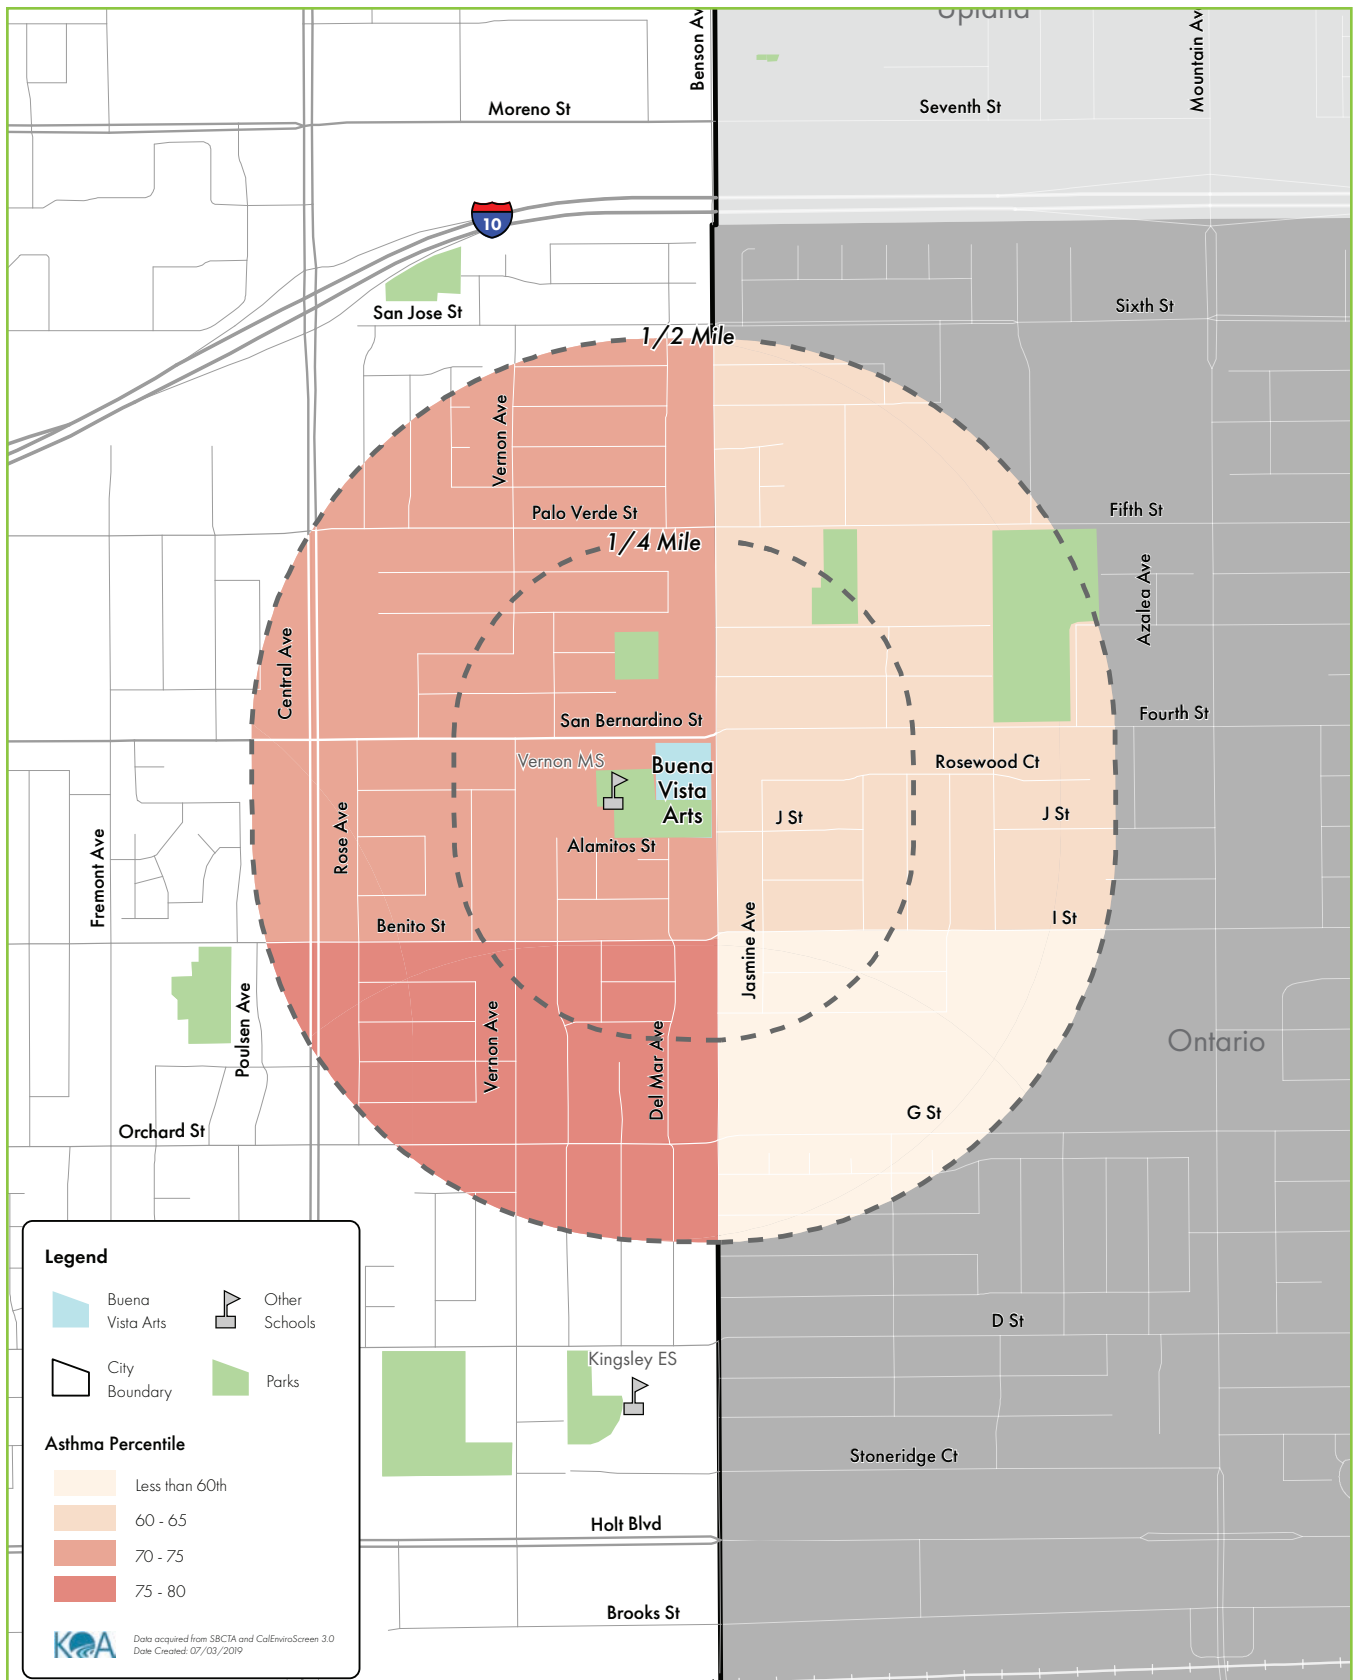 Upland
Benson Av
Mountain Av
Moreno St
Seventh St
10
San Jose St
Sixth St
1/2 Mile
Vernon Ave
Palo Verde St
Fifth St
1/4 Mile
Azalea Ave
Central Ave
San Bernardino St
Fourth St
Vernon MS
Buena
Vista
Arts
Rosewood Ct
J St
J St
Rose Ave
Fremont Ave
Alamitos St
Benito St
Jasmine Ave
I St
Poulsen Ave
Vernon Ave
Del Mar Ave
Ontario
Orchard St
G St
D St
Kingsley ES
Stoneridge Ct
Holt Blvd
Brooks St
Legend
Buena
Vista Arts
Other
Schools
City
Boundary
Parks
Asthma Percentile
Less than 60th
60 - 65
70 - 75
75 - 80
KOA
Data acquired from SBCTA and CalEnviroScreen 3.0
Date Created: 07/03/2019